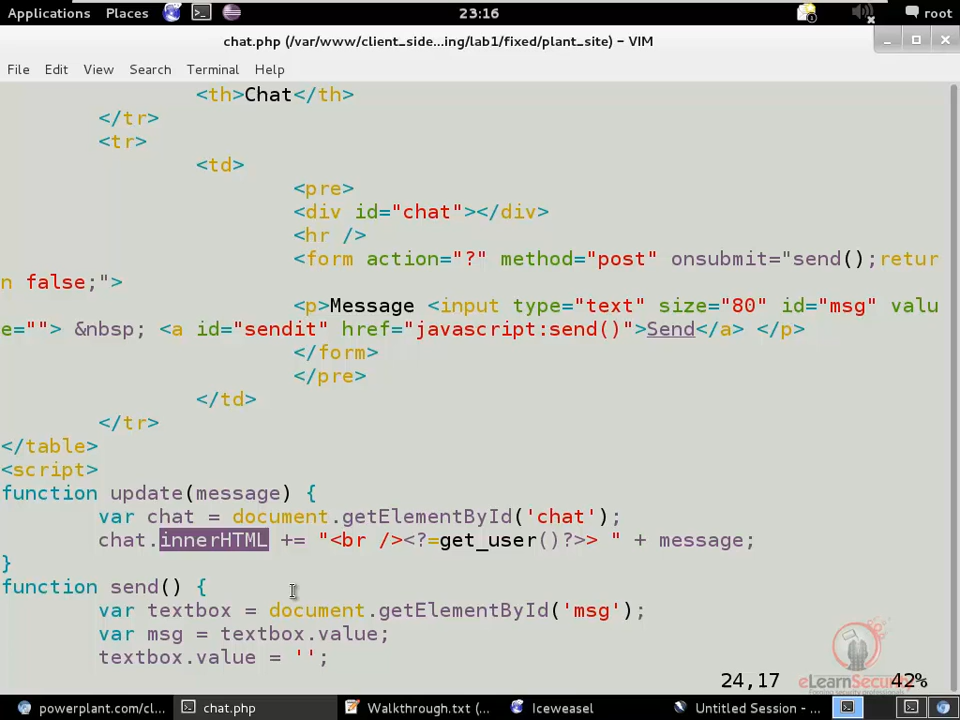 Applications Places 23:16 root
chat.php (/var/www/client_side...ing/lab1/fixed/plant_site) - VIM
File Edit View Search Terminal Help
<th>Chat</th>
</tr>
<tr>
<td>
<pre>
<div id="chat"></div>
<hr />
<form action="?" method="post" onsubmit="send();retur
n false;">
<p>Message <input type="text" size="80" id="msg" valu
e=""> &nbsp; <a id="sendit" href="javascript:send()">Send</a> </p>
</form>
</pre>
</td>
</tr>
</table>
<script>
function update(message) {
var chat = document.getElementById('chat');
chat.innerHTML += "<br /><?=get_user()?>> " + message;
}
function send() {
var textbox = document.getElementById('msg');
var msg = textbox.value;
textbox.value = '';
24,17 42%
powerplant.com/cl... chat.php Walkthrough.txt (... Iceweasel Untitled Session - ...